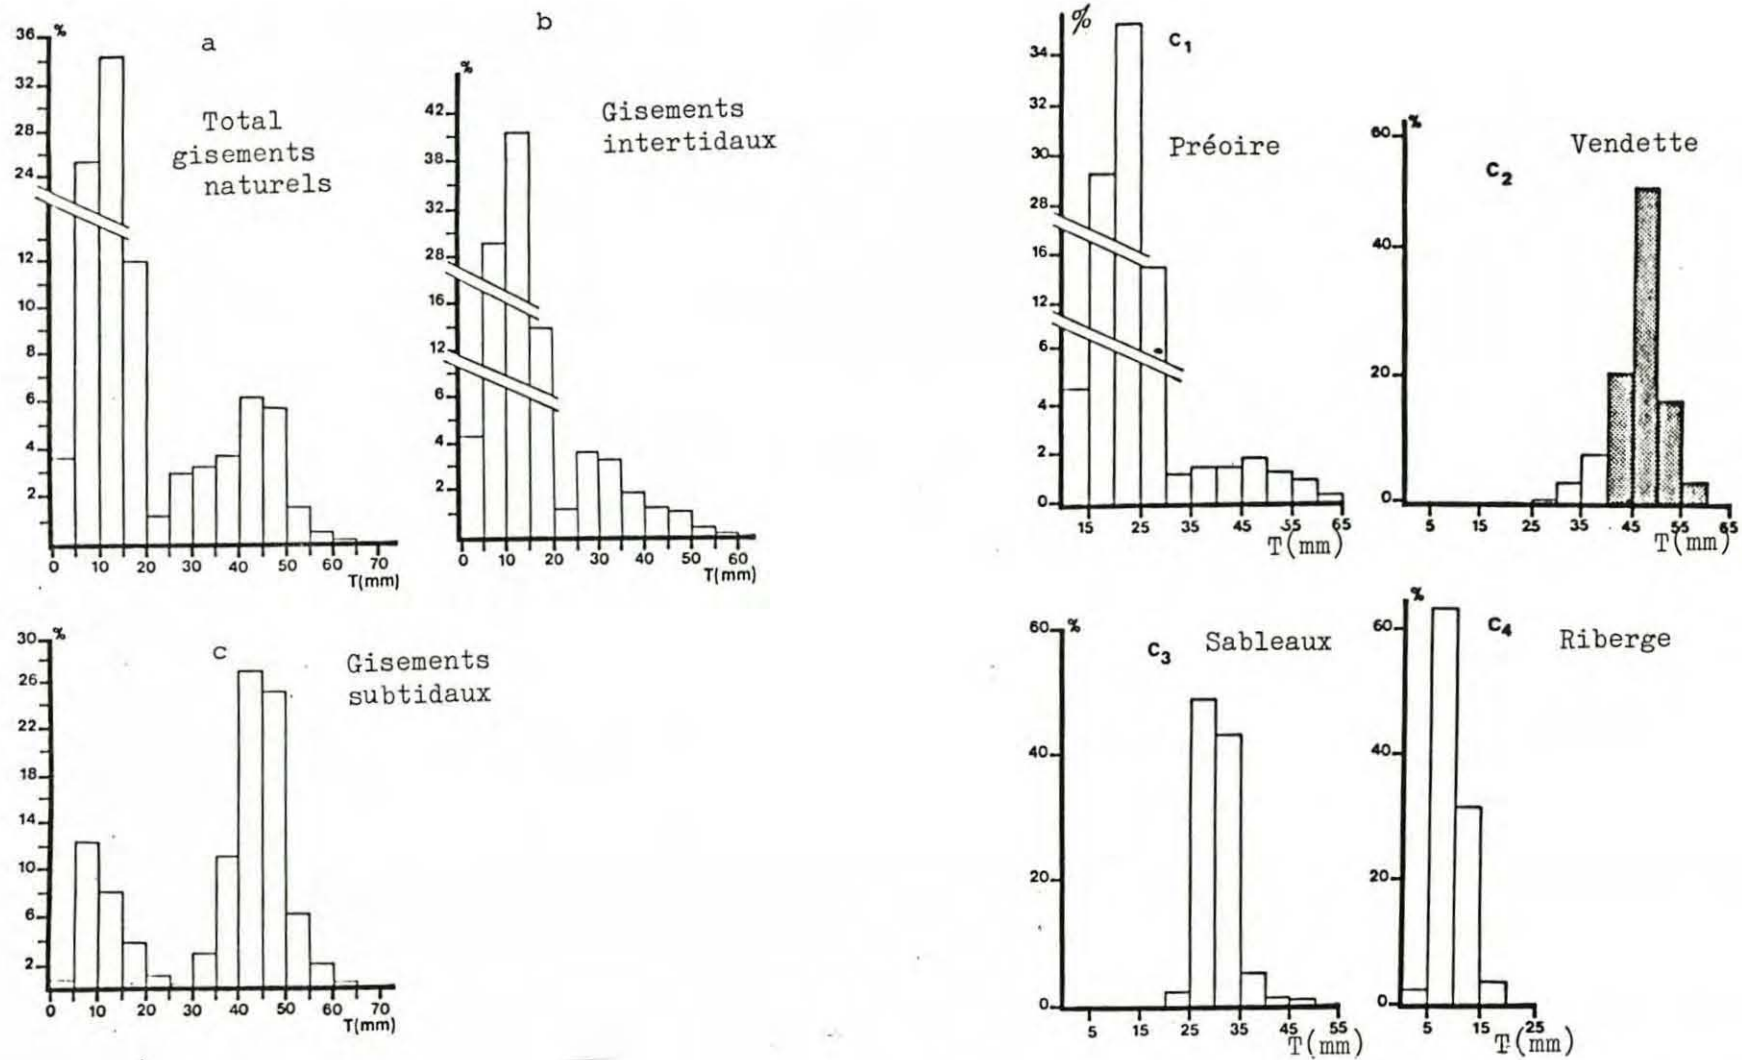 a
%
36
32
28
24
12
10
8
6
4
2
Total
gisements
naturels
0 10 20 30 40 50 60 70
T(mm)
b
%
42
38
32
28
16
12
6
4
2
Gisements
intertidaux
0 10 20 30 40 50 60
T(mm)
c
%
30
26
22
18
14
10
6
2
Gisements
subtidaux
0 10 20 30 40 50 60 70
T(mm)
%
C1
34
32
30
28
16
12
6
4
2
0
Préoire
15 25 35 45 55 65
T(mm)
%
C2
Vendette
60
40
20
0
5 15 25 35 45 55 65
T(mm)
%
C3 Sableaux
60
40
20
0
5 15 25 35 45 55
T(mm)
%
C4 Riberge
60
40
20
0
5 15 25
T(mm)